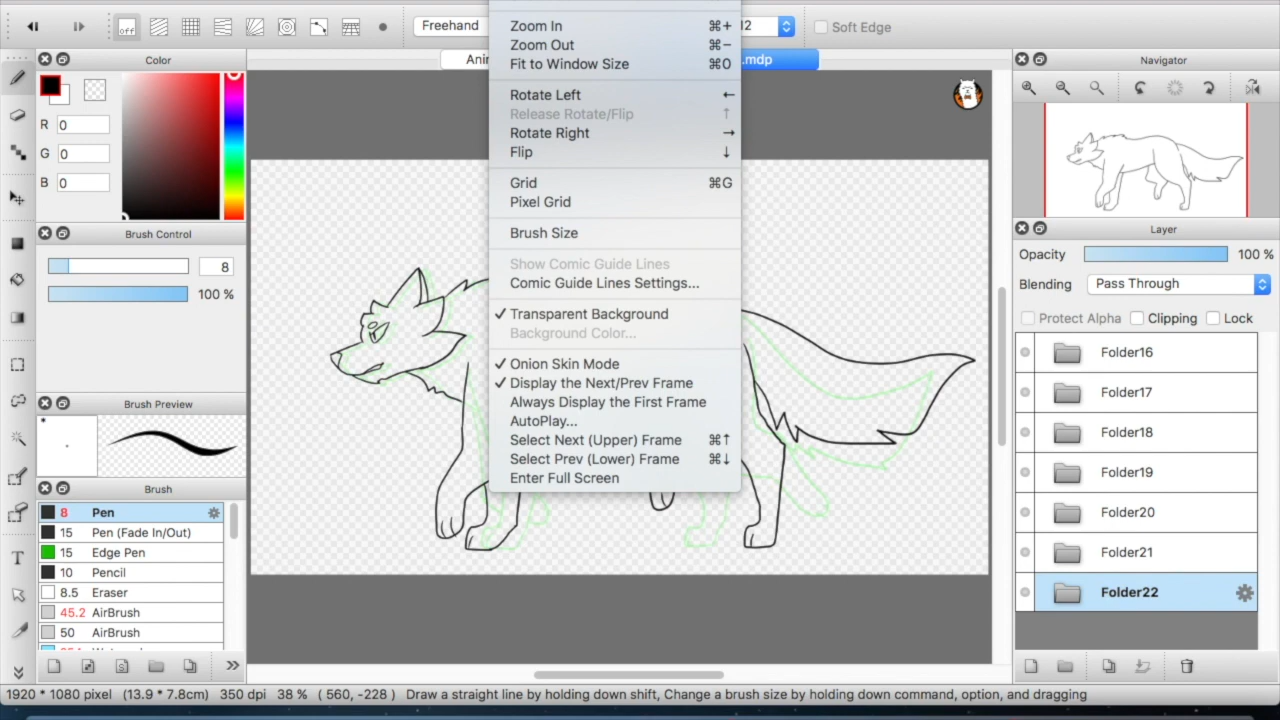 off
Freehand
12
Soft Edge
Zoom In ⌘+
Zoom Out ⌘−
Fit to Window Size ⌘0
Rotate Left ←
Release Rotate/Flip ↑
Rotate Right →
Flip ↓
Grid ⌘G
Pixel Grid
Brush Size
Show Comic Guide Lines
Comic Guide Lines Settings...
✓ Transparent Background
Background Color...
✓ Onion Skin Mode
✓ Display the Next/Prev Frame
Always Display the First Frame
AutoPlay...
Select Next (Upper) Frame ⌘↑
Select Prev (Lower) Frame ⌘↓
Enter Full Screen
Ani
.mdp
Color
R 0
G 0
B 0
Brush Control
8
100 %
Brush Preview
*
Brush
8 Pen
15 Pen (Fade In/Out)
15 Edge Pen
10 Pencil
8.5 Eraser
45.2 AirBrush
50 AirBrush
T
Navigator
Layer
Opacity 100 %
Blending Pass Through
Protect Alpha Clipping Lock
Folder16
Folder17
Folder18
Folder19
Folder20
Folder21
Folder22
1920 * 1080 pixel (13.9 * 7.8cm) 350 dpi 38 % ( 560, -228 ) Draw a straight line by holding down shift, Change a brush size by holding down command, option, and dragging